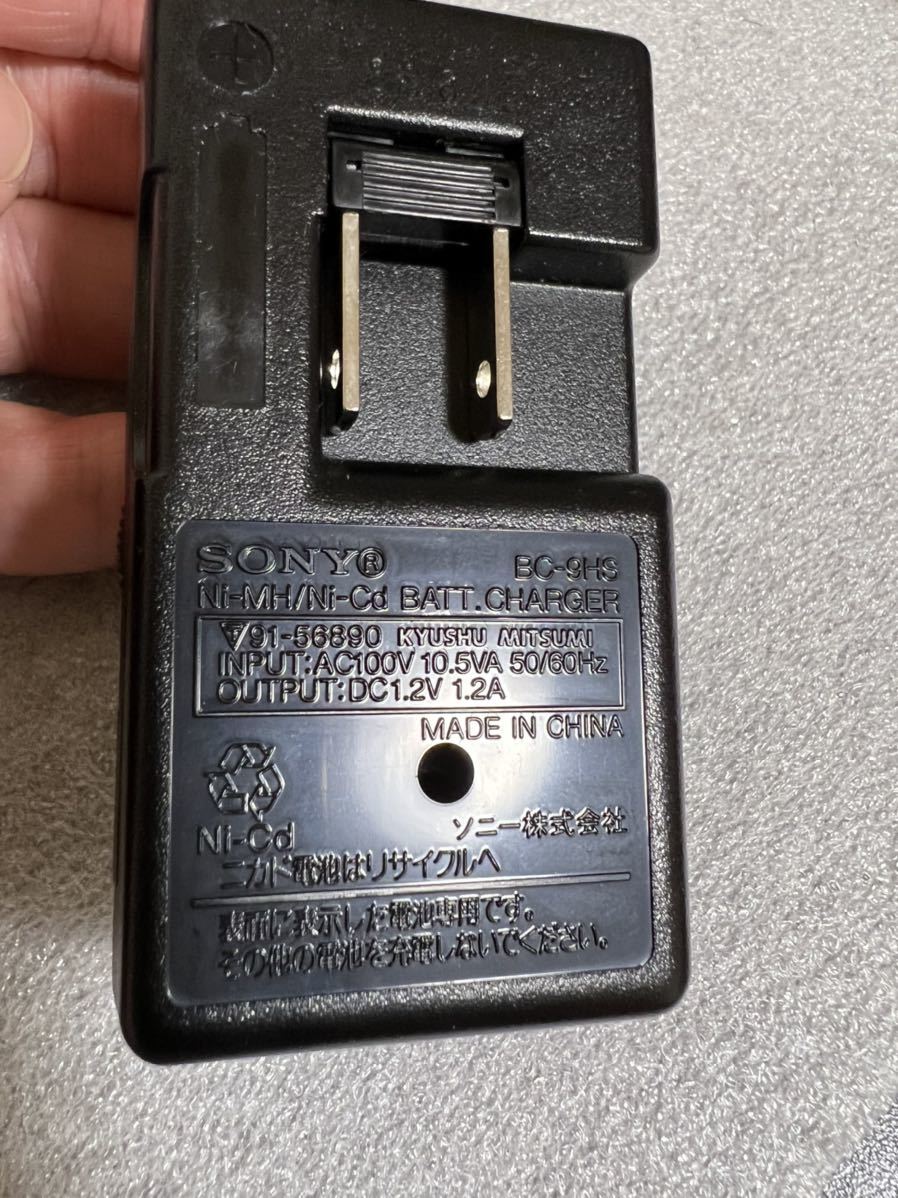 SONY®
BC-9HS
Ni-MH/Ni-Cd BATT.CHARGER
91-56890 KYUSHU MITSUMI
INPUT:AC100V 10.5VA 50/60Hz
OUTPUT:DC1.2V 1.2A
MADE IN CHINA
Ni-Cd
ソニー株式会社
ニカド電池はリサイクルへ
表面に表示した電池専用です。
その他の電池を充電しないでください。